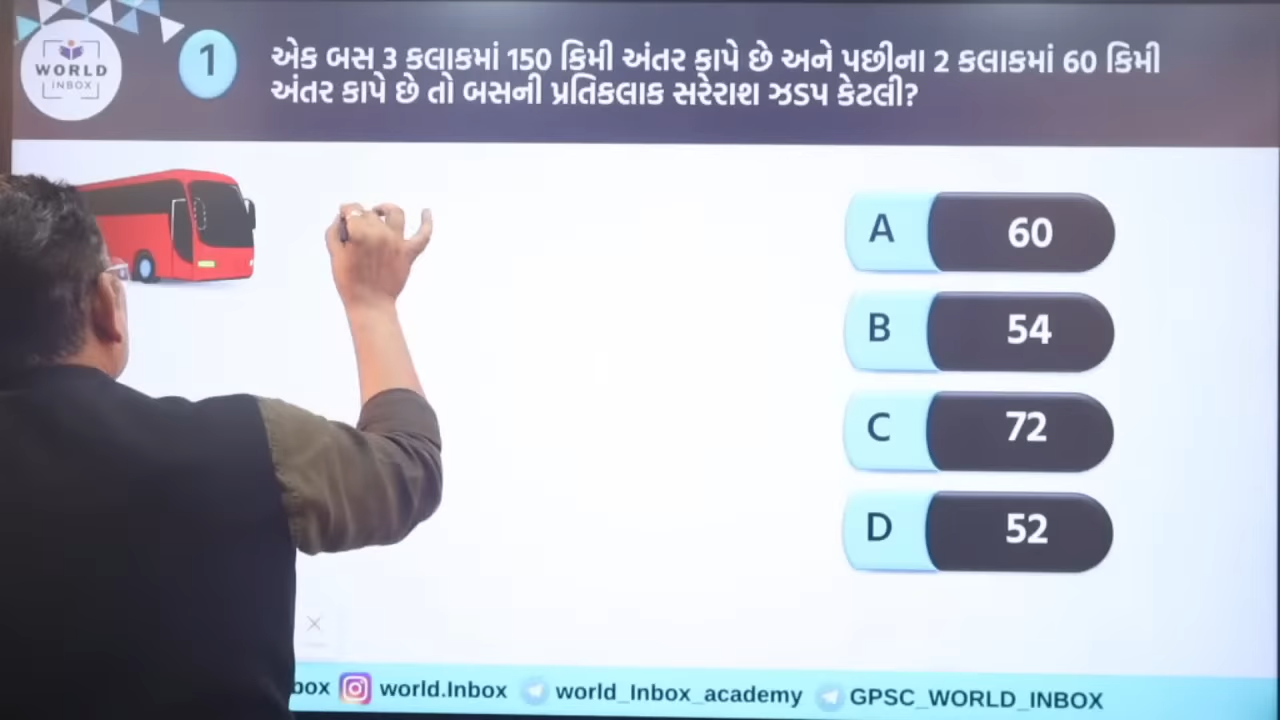 WORLD
INBOX
1
એક બસ 3 કલાકમાં 150 કિમી અંતર કાપે છે અને પછીના 2 કલાકમાં 60 કિમી
અંતર કાપે છે તો બસની પ્રતિકલાક સરેરાશ ઝડપ કેટલી?
A 60
B 54
C 72
D 52
box world.Inbox world_Inbox_academy GPSC_WORLD_INBOX